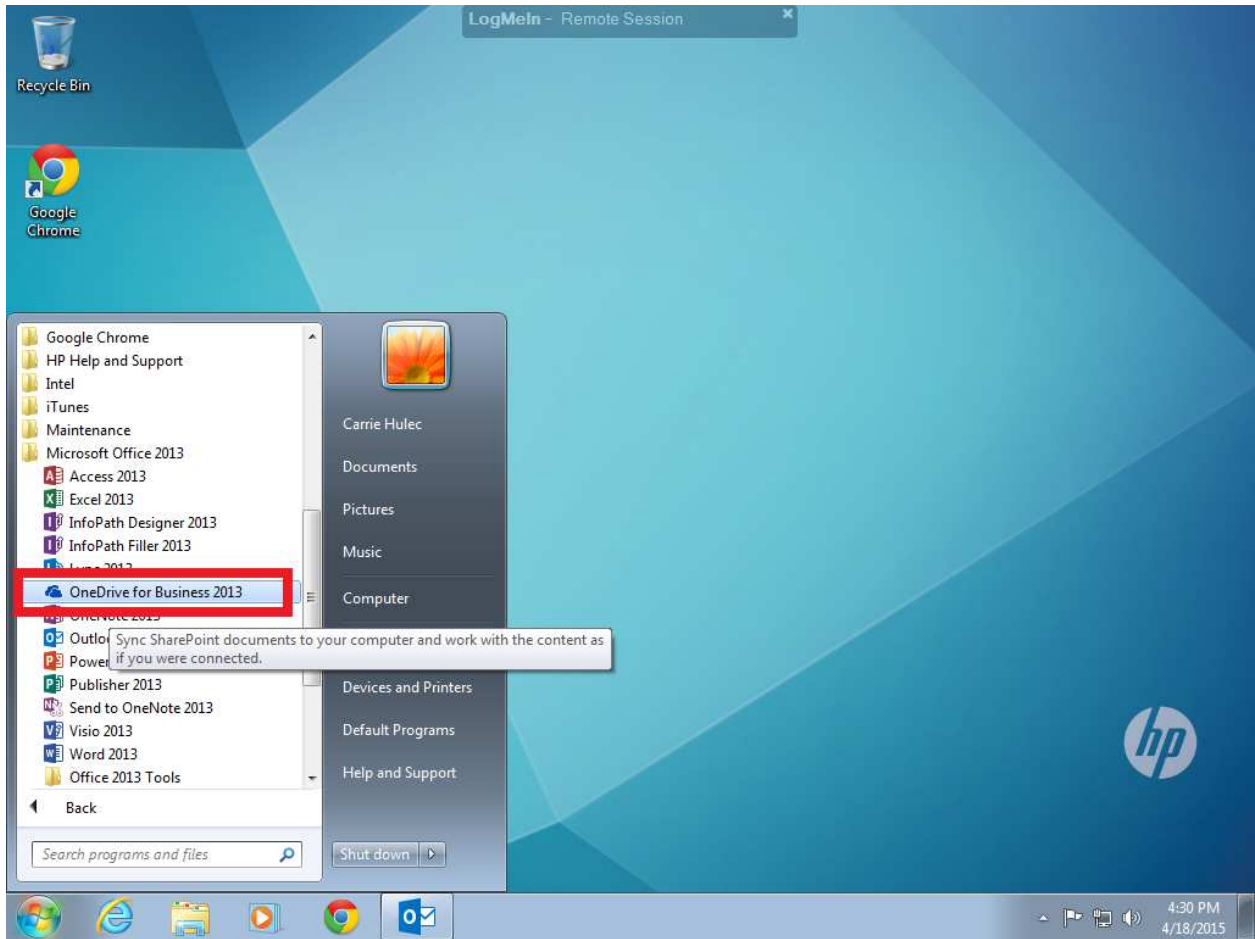 LogMeIn - Remote Session
Recycle Bin
Google
Chrome
Google Chrome
HP Help and Support
Intel
iTunes
Maintenance
Microsoft Office 2013
Access 2013
Excel 2013
InfoPath Designer 2013
InfoPath Filler 2013
OneDrive for Business 2013
OneNote 2013
Sync SharePoint documents to your computer and work with the content as
if you were connected.
Publisher 2013
Send to OneNote 2013
Visio 2013
Word 2013
Office 2013 Tools
Back
Search programs and files
Carrie Hulec
Documents
Pictures
Music
Computer
Devices and Printers
Default Programs
Help and Support
Shut down
hp
4:30 PM
4/18/2015